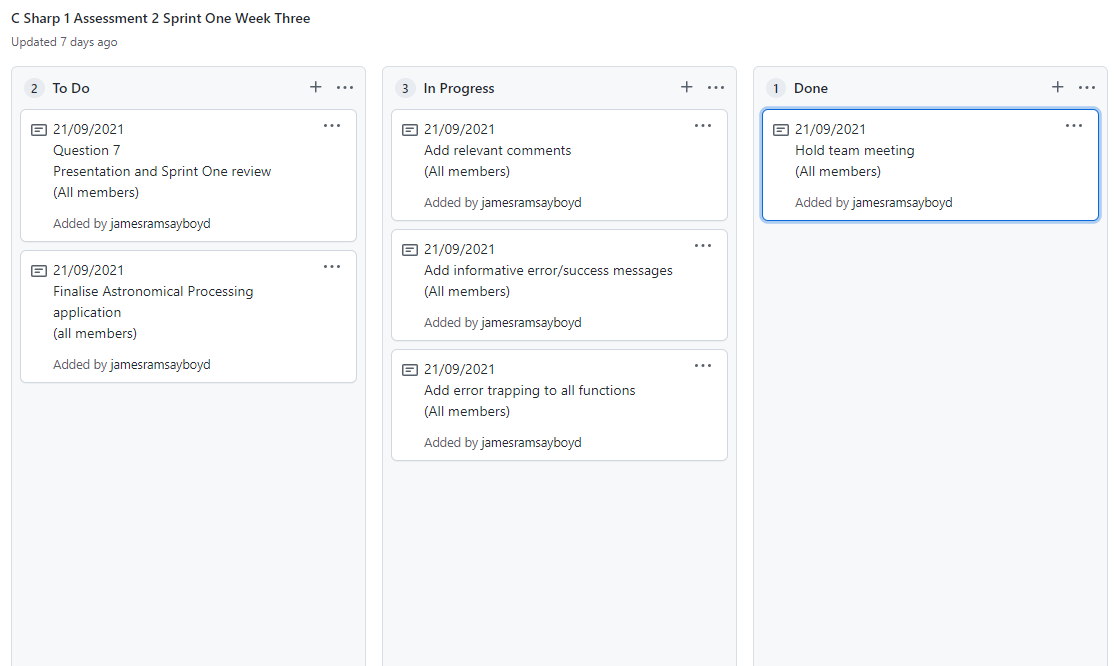 C Sharp 1 Assessment 2 Sprint One Week Three
Updated 7 days ago
2 To Do
21/09/2021
Question 7
Presentation and Sprint One review
(All members)
Added by jamesramsayboyd
21/09/2021
Finalise Astronomical Processing
application
(all members)
Added by jamesramsayboyd
3 In Progress
21/09/2021
Add relevant comments
(All members)
Added by jamesramsayboyd
21/09/2021
Add informative error/success messages
(All members)
Added by jamesramsayboyd
21/09/2021
Add error trapping to all functions
(All members)
Added by jamesramsayboyd
1 Done
21/09/2021
Hold team meeting
(All members)
Added by jamesramsayboyd